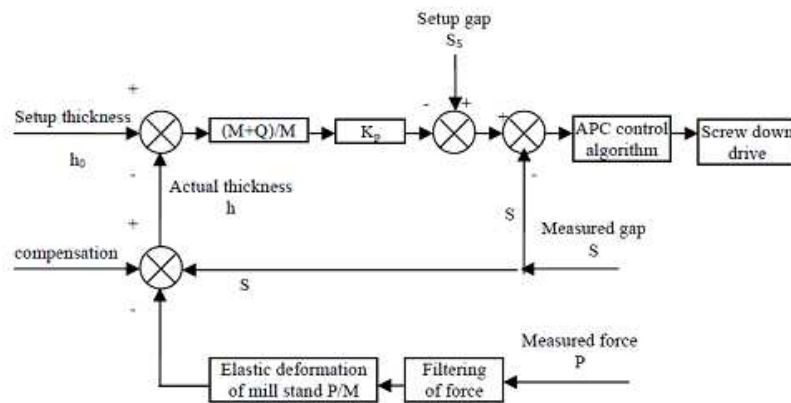 Setup gap
S₅
+
-
+
+
Setup thickness
(M+Q)/M
Kₚ
APC control
algorithm
Screw down
drive
h₀
-
Actual thickness
h
-
+
S
Measured gap
S
compensation
S
-
Measured force
P
Elastic deformation
of mill stand P/M
Filtering
of force